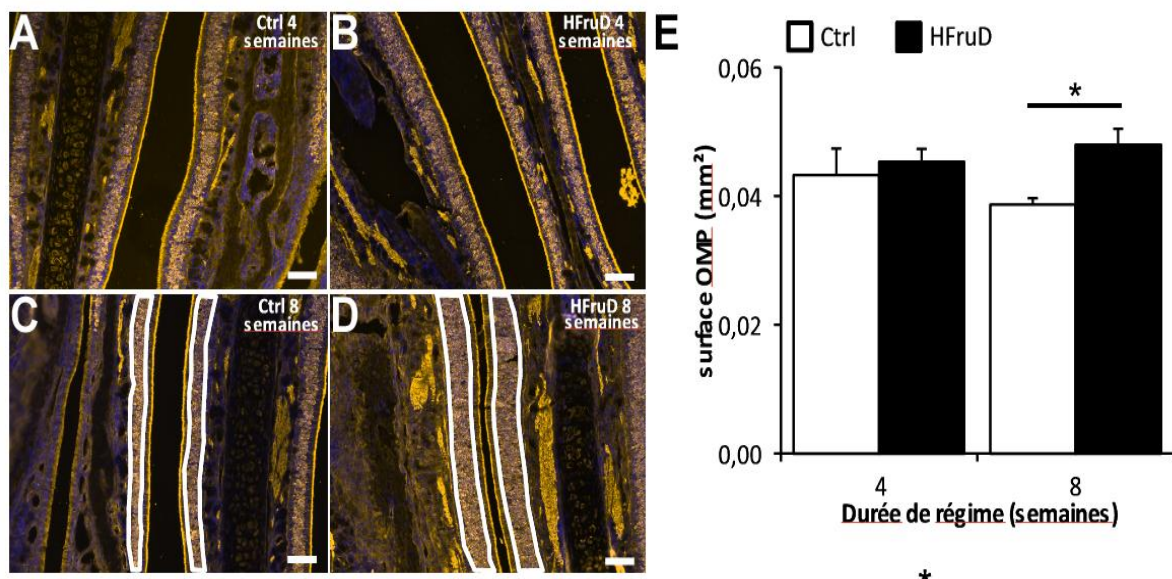 A
Ctrl 4
semaines
B
HFruD 4
semaines
C
Ctrl 8
semaines
D
HFruD 8
semaines
E
Ctrl
HFruD
0,06
0,04
0,02
0,00
surface OMP (mm²)
*
4
8
Durée de régime (semaines)
*